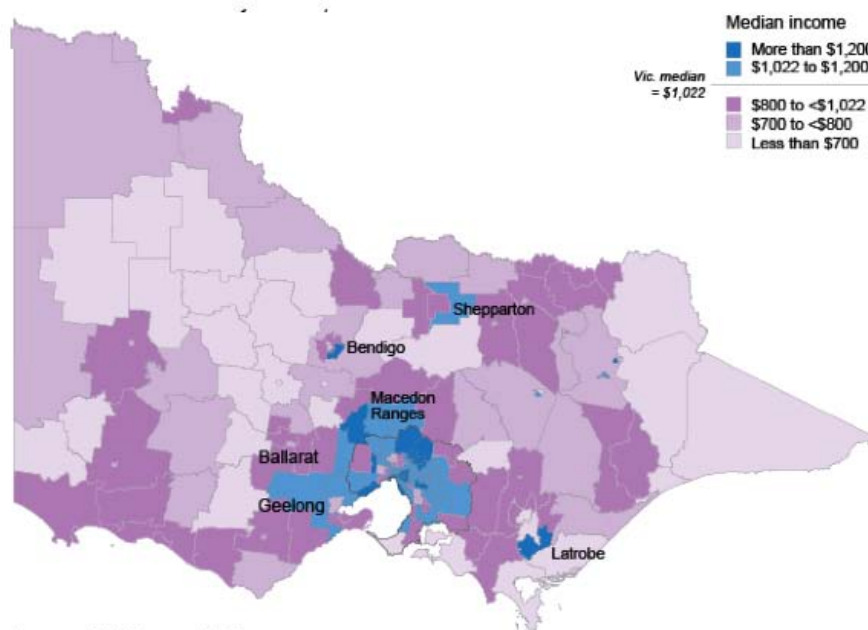 Median income
More than $1,200
$1,022 to $1,200
Vic. median
= $1,022
$800 to <$1,022
$700 to <$800
Less than $700
Shepparton
Bendigo
Macedon
Ranges
Ballarat
Geelong
Latrobe